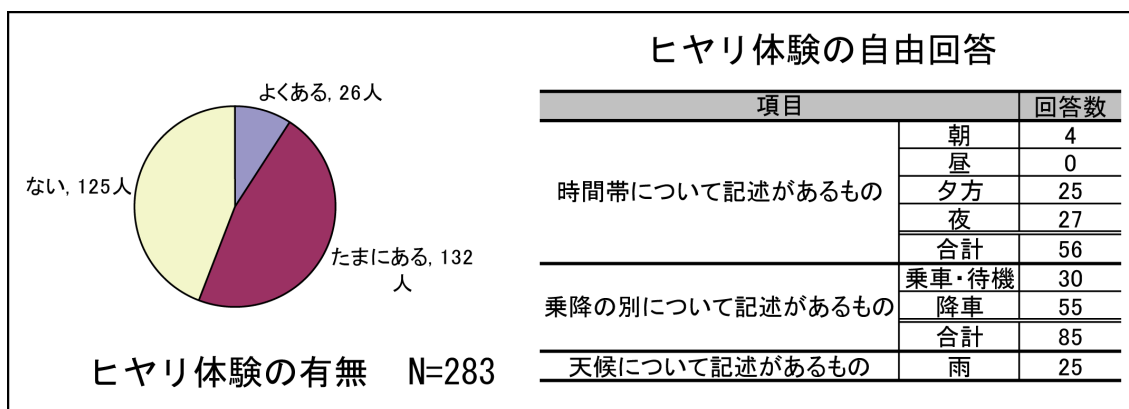 よくある, 26人
ない, 125人
たまにある, 132
人
ヒヤリ体験の有無 N=283
ヒヤリ体験の自由回答
項目 回答数
時間帯について記述があるもの
朝 4
昼 0
夕方 25
夜 27
合計 56
乗降の別について記述があるもの
乗車・待機 30
降車 55
合計 85
天候について記述があるもの 雨 25